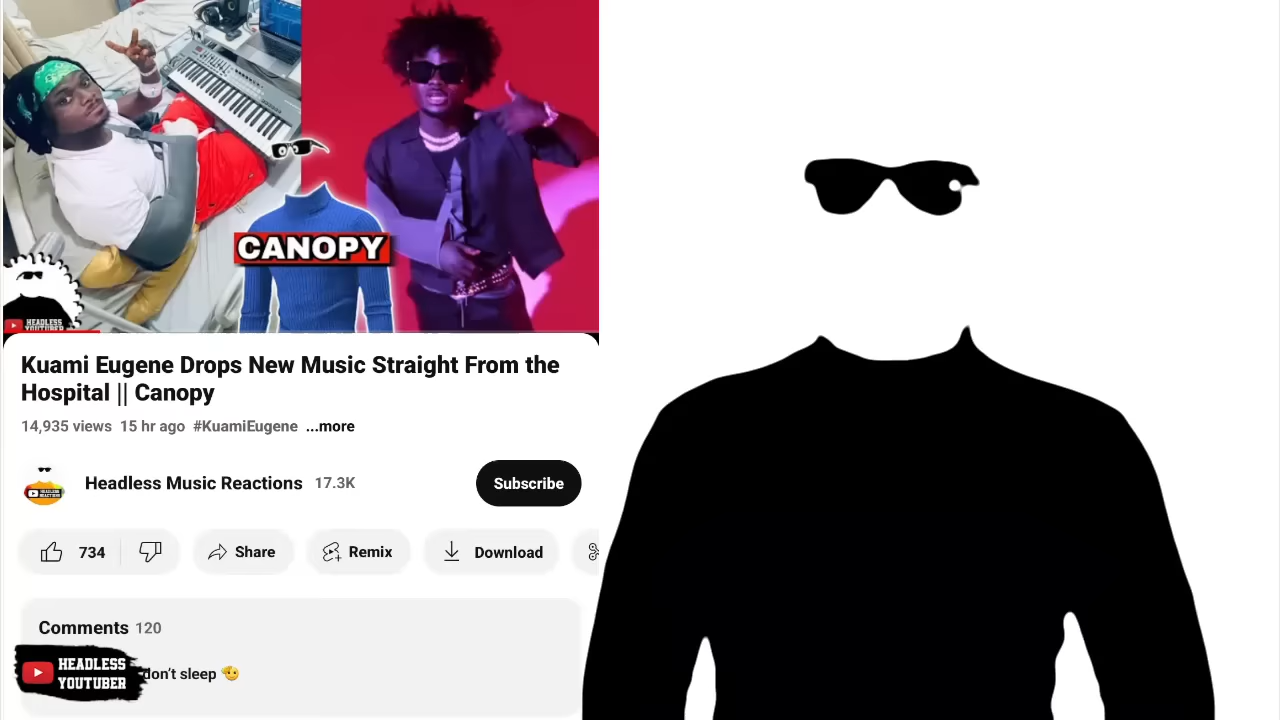 CANOPY
HEADLESS
YOUTUBER
Kuami Eugene Drops New Music Straight From the
Hospital || Canopy
14,935 views 15 hr ago #KuamiEugene ...more
Headless Music Reactions 17.3K
Subscribe
734 Share Remix Download
Comments 120
don't sleep 🤕
HEADLESS
YOUTUBER